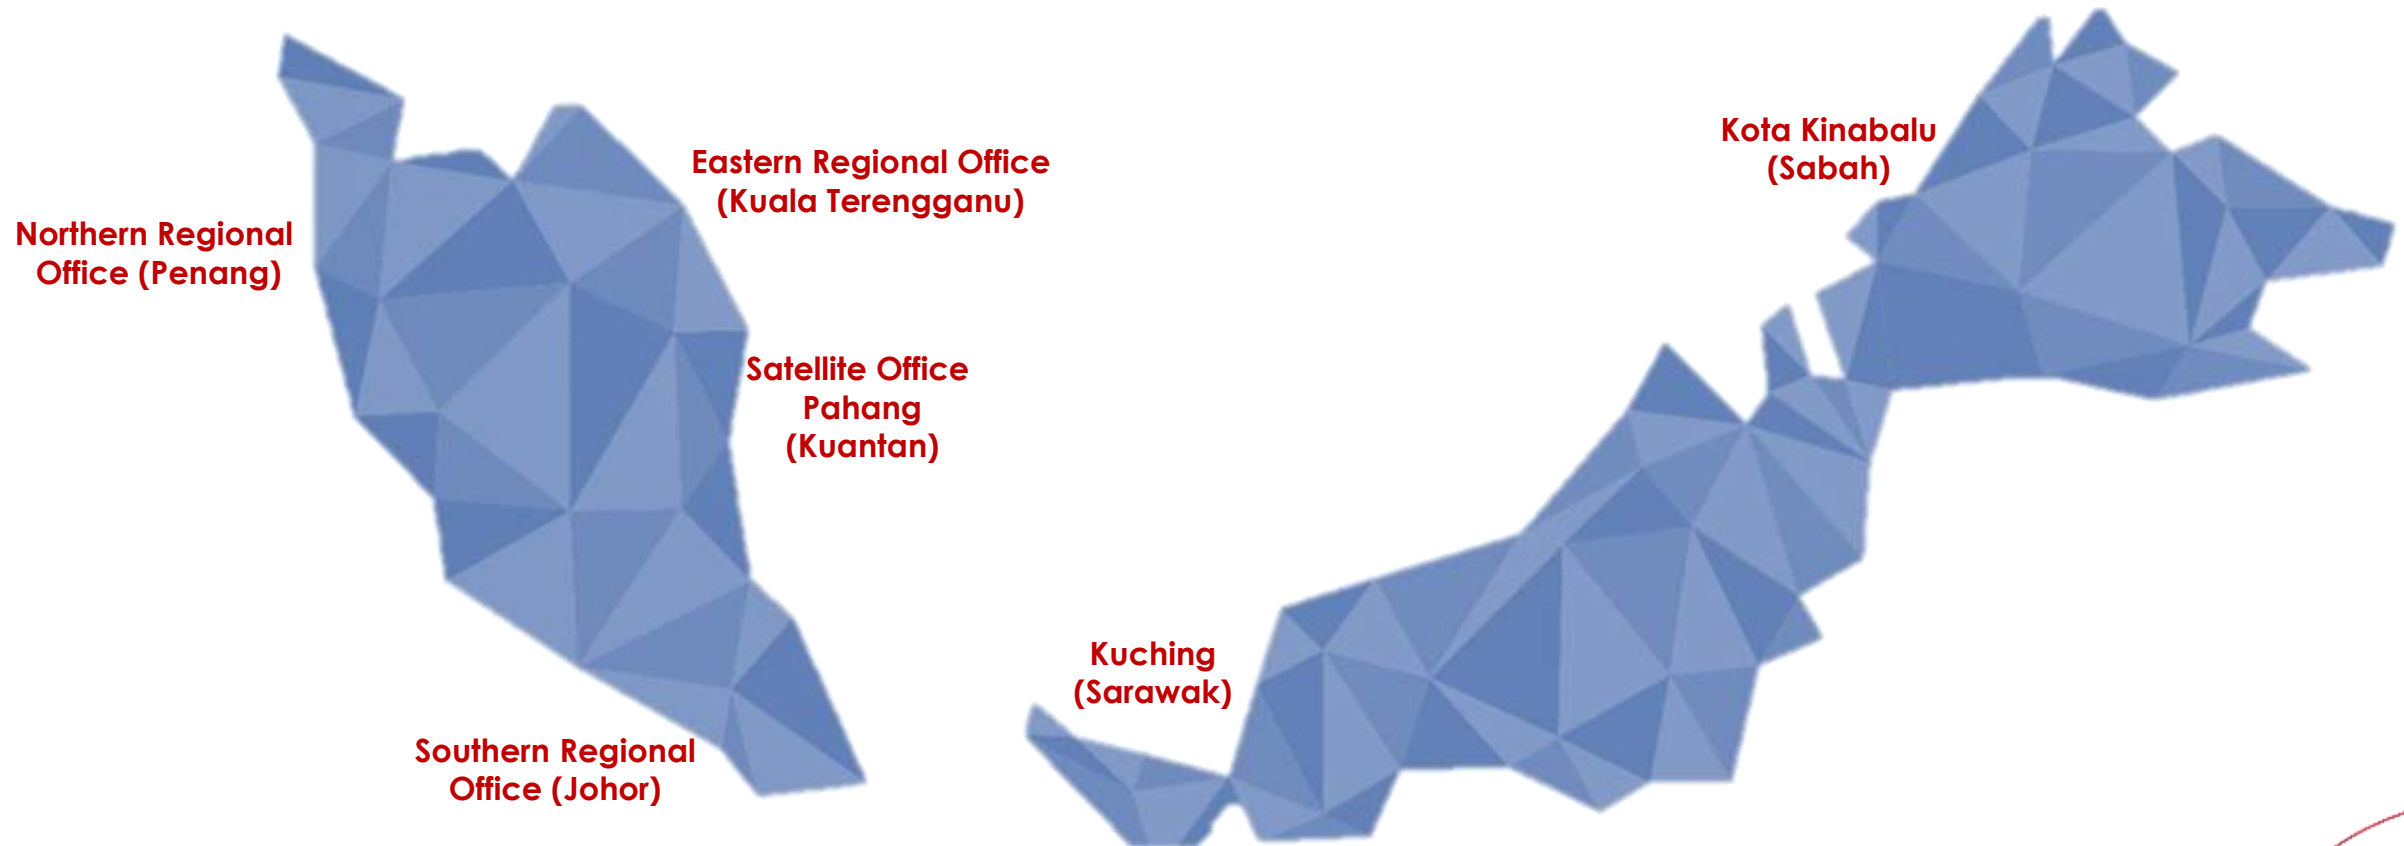 Northern Regional
Office (Penang)
Eastern Regional Office
(Kuala Terengganu)
Satellite Office
Pahang
(Kuantan)
Southern Regional
Office (Johor)
Kota Kinabalu
(Sabah)
Kuching
(Sarawak)